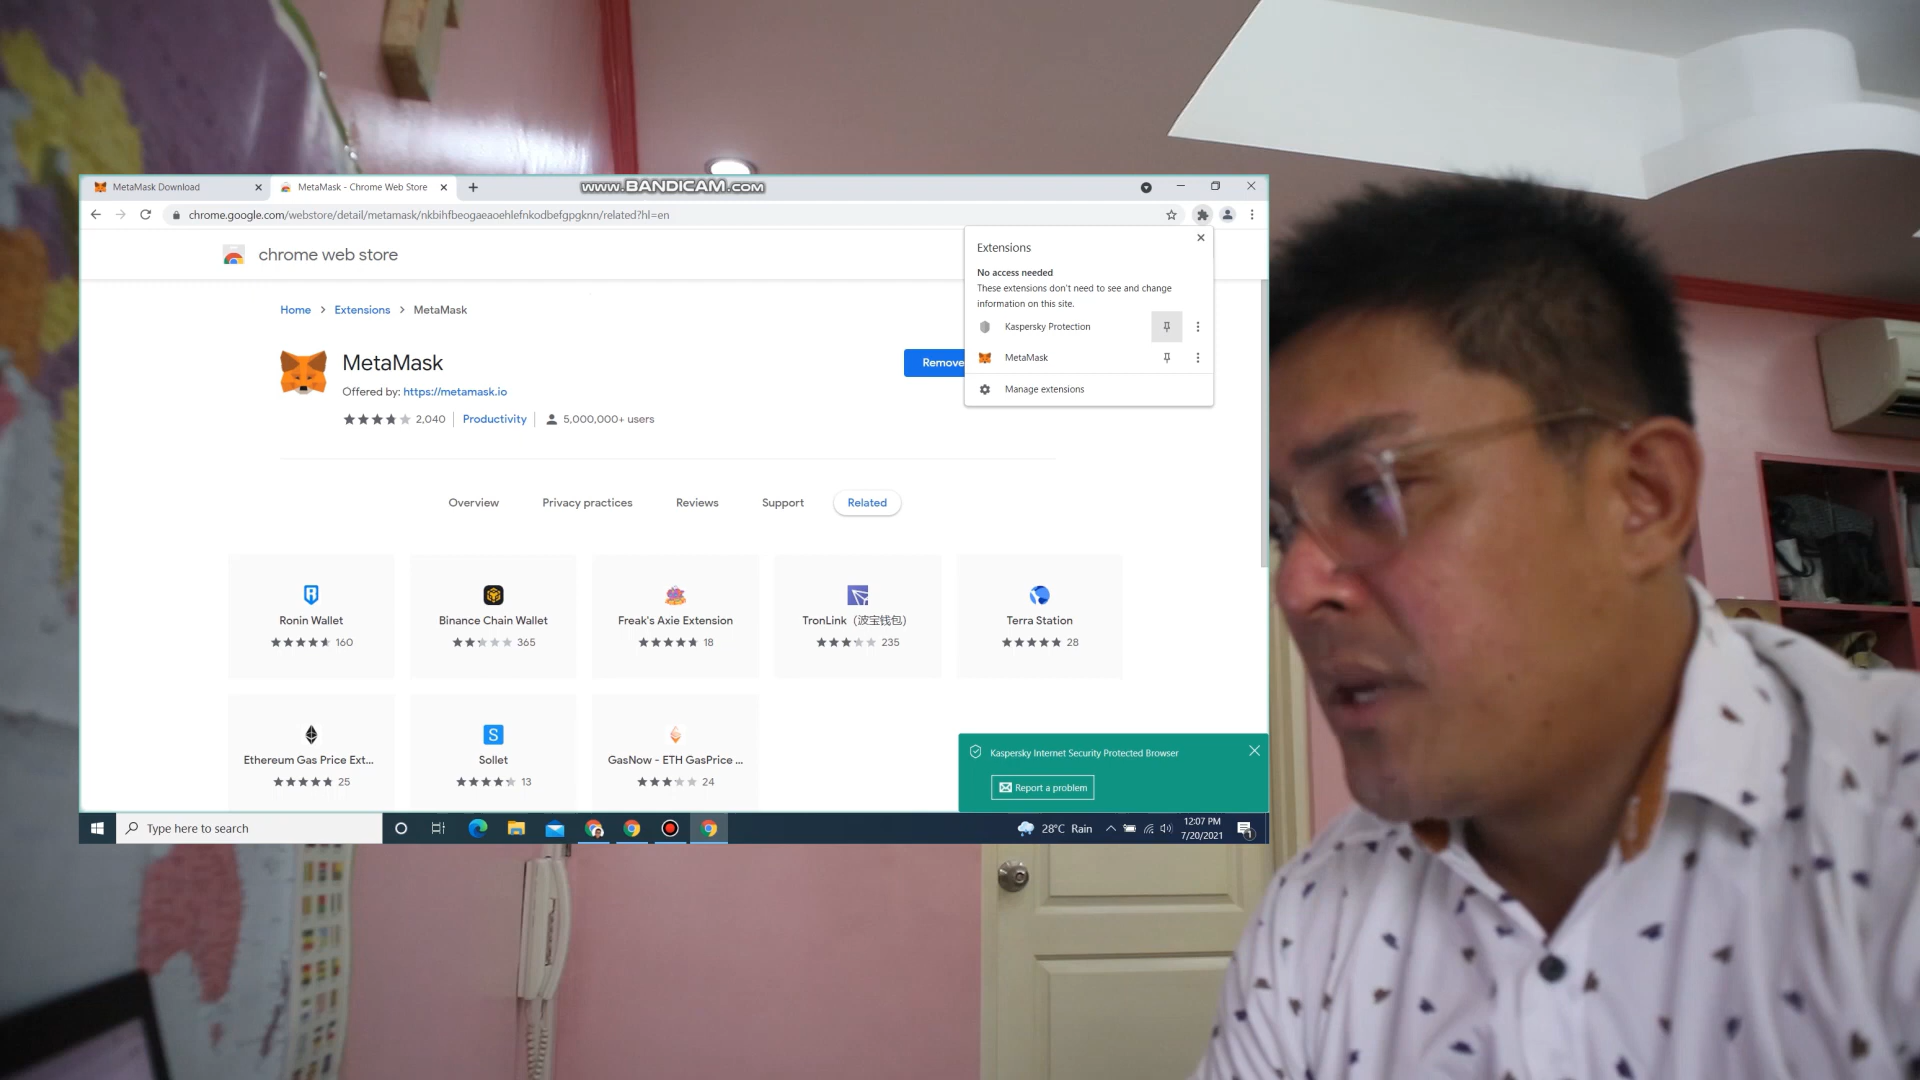 MetaMask Download
MetaMask - Chrome Web Store
www.BANDICAM.com
chrome.google.com/webstore/detail/metamask/nkbihfbeogaeaoehlefnkodbefgpgknn/related?hl=en
chrome web store
Home > Extensions > MetaMask
MetaMask
Offered by: https://metamask.io
2,040
Productivity
5,000,000+ users
Remove
Extensions
No access needed
These extensions don't need to see and change
information on this site.
Kaspersky Protection
MetaMask
Manage extensions
Overview
Privacy practices
Reviews
Support
Related
Ronin Wallet
160
Binance Chain Wallet
365
Freak's Axie Extension
18
TronLink（波宝钱包）
235
Terra Station
28
Ethereum Gas Price Ext...
25
S
Sollet
13
GasNow - ETH GasPrice ...
24
Kaspersky Internet Security Protected Browser
Report a problem
Type here to search
28°C Rain
12:07 PM
7/20/2021
1